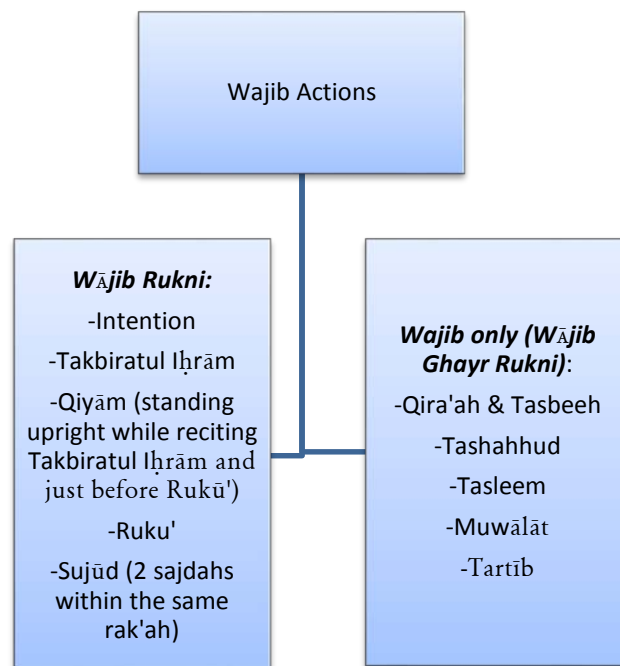 Wajib Actions
WĀjib Rukni:
-Intention
-Takbiratul Iḥrām
-Qiyām (standing
upright while reciting
Takbiratul Iḥrām and
just before Rukū')
-Ruku'
-Sujūd (2 sajdahs
within the same
rak'ah)
Wajib only (WĀjib
Ghayr Rukni):
-Qira'ah & Tasbeeh
-Tashahhud
-Tasleem
-Muwālāt
-Tartīb